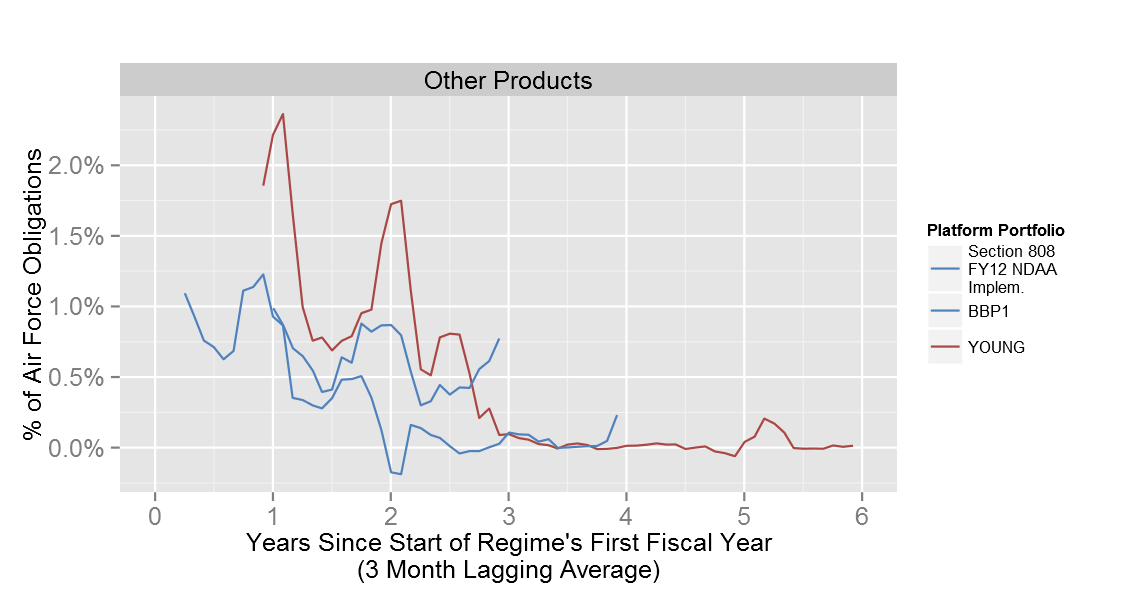 Other Products
% of Air Force Obligations
2.0%
1.5%
1.0%
0.5%
0.0%
0 1 2 3 4 5 6
Years Since Start of Regime's First Fiscal Year
(3 Month Lagging Average)
Platform Portfolio
Section 808
FY12 NDAA
Implem.
BBP1
YOUNG